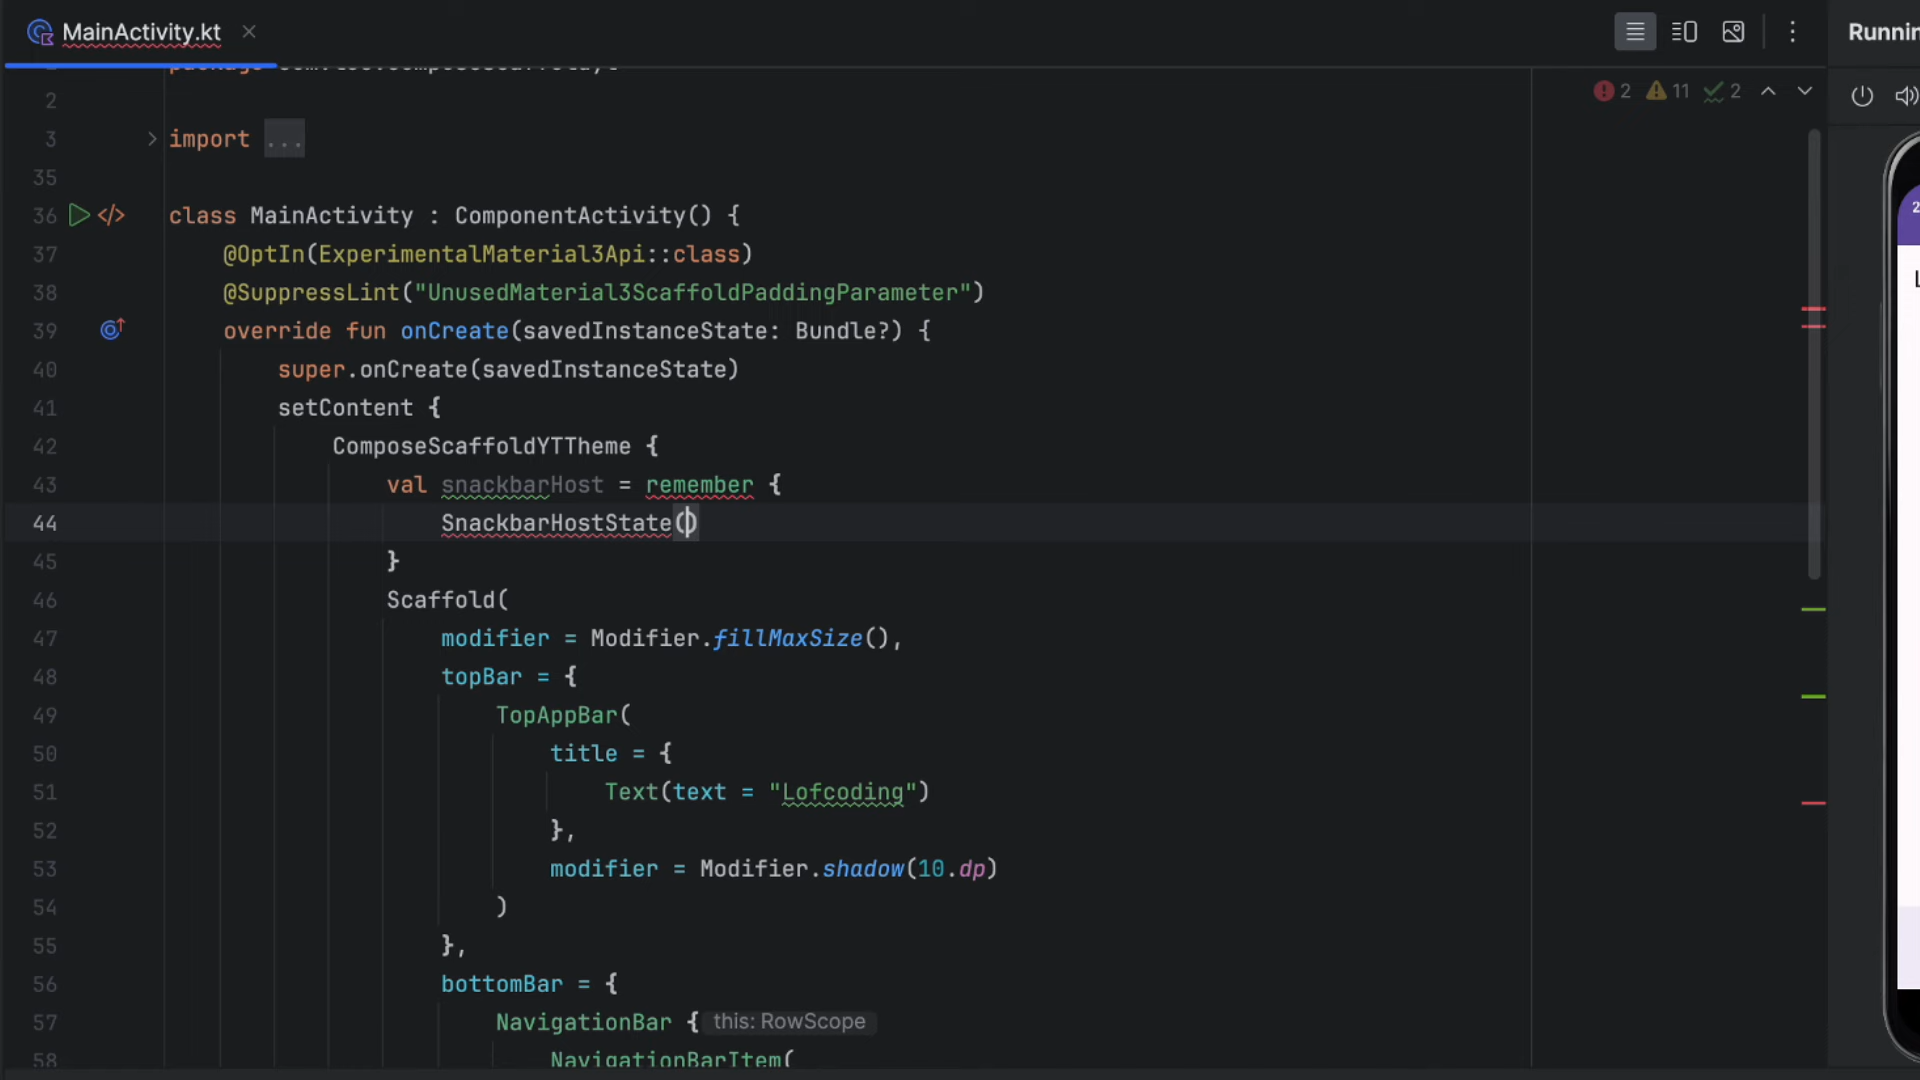 MainActivity.kt
Runnin
2 11 2
2
3 import ...
35
36 class MainActivity : ComponentActivity() {
37 @OptIn(ExperimentalMaterial3Api::class)
38 @SuppressLint("UnusedMaterial3ScaffoldPaddingParameter")
39 override fun onCreate(savedInstanceState: Bundle?) {
40 super.onCreate(savedInstanceState)
41 setContent {
42 ComposeScaffoldYTTheme {
43 val snackbarHost = remember {
44 SnackbarHostState()
45 }
46 Scaffold(
47 modifier = Modifier.fillMaxSize(),
48 topBar = {
49 TopAppBar(
50 title = {
51 Text(text = "Lofcoding")
52 },
53 modifier = Modifier.shadow(10.dp)
54 )
55 },
56 bottomBar = {
57 NavigationBar { this: RowScope
58 NavigationBarItem(